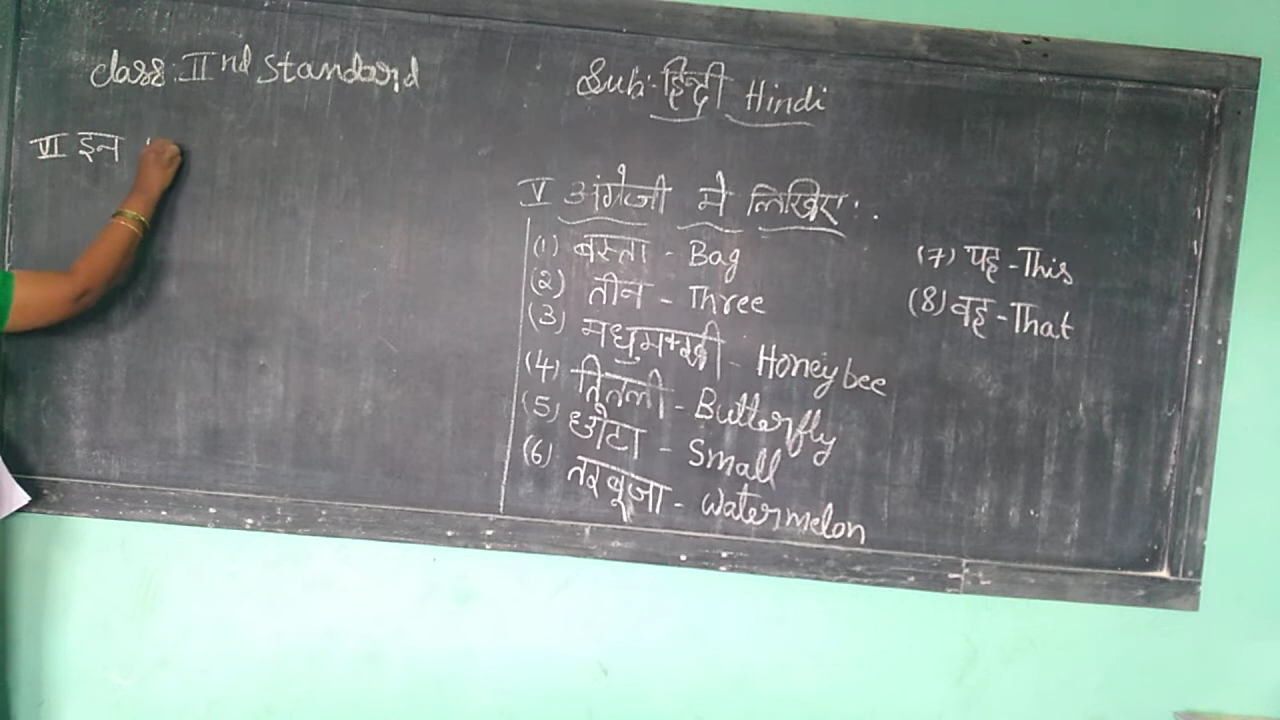 Class: IInd Standard
Sub: हिन्दी Hindi
VI इन
V अंग्रेजी मे लिखिए:.
(1) बस्ता - Bag
(2) तीन - Three
(3) मधुमक्खी - Honeybee
(4) तितली - Butterfly
(5) छोटा - Small
(6) तरबूजा - Watermelon
(7) यह - This
(8) वह - That